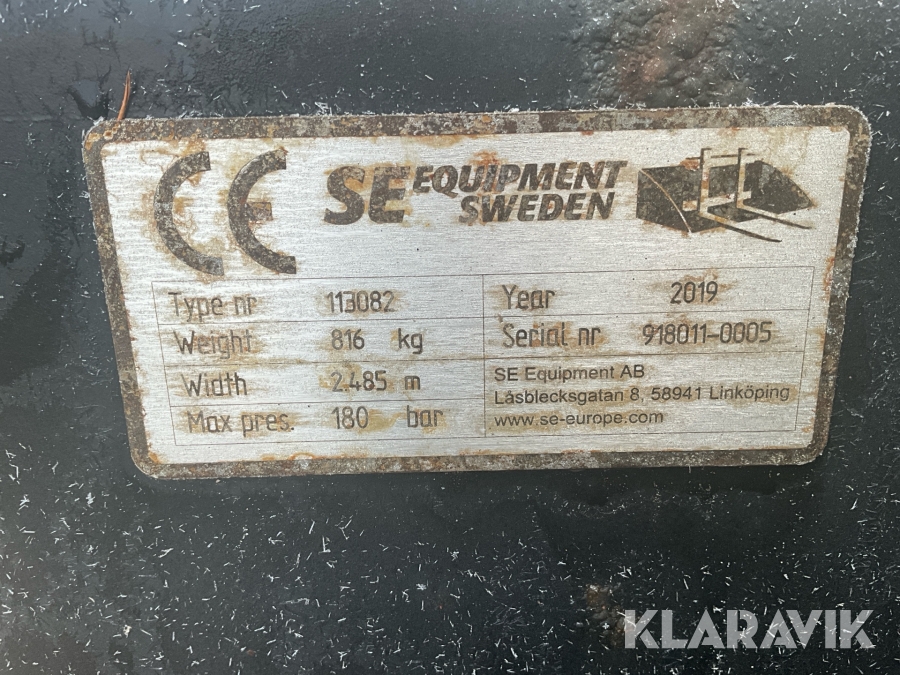 CE SE EQUIPMENT
SWEDEN
Type nr 113082 Year 2019
Weight 816 kg Serial nr 918011-0005
Width 2.485 m SE Equipment AB
Låsblecksgatan 8, 58941 Linköping
Max pres. 180 bar www.se-europe.com
KLARAVIK